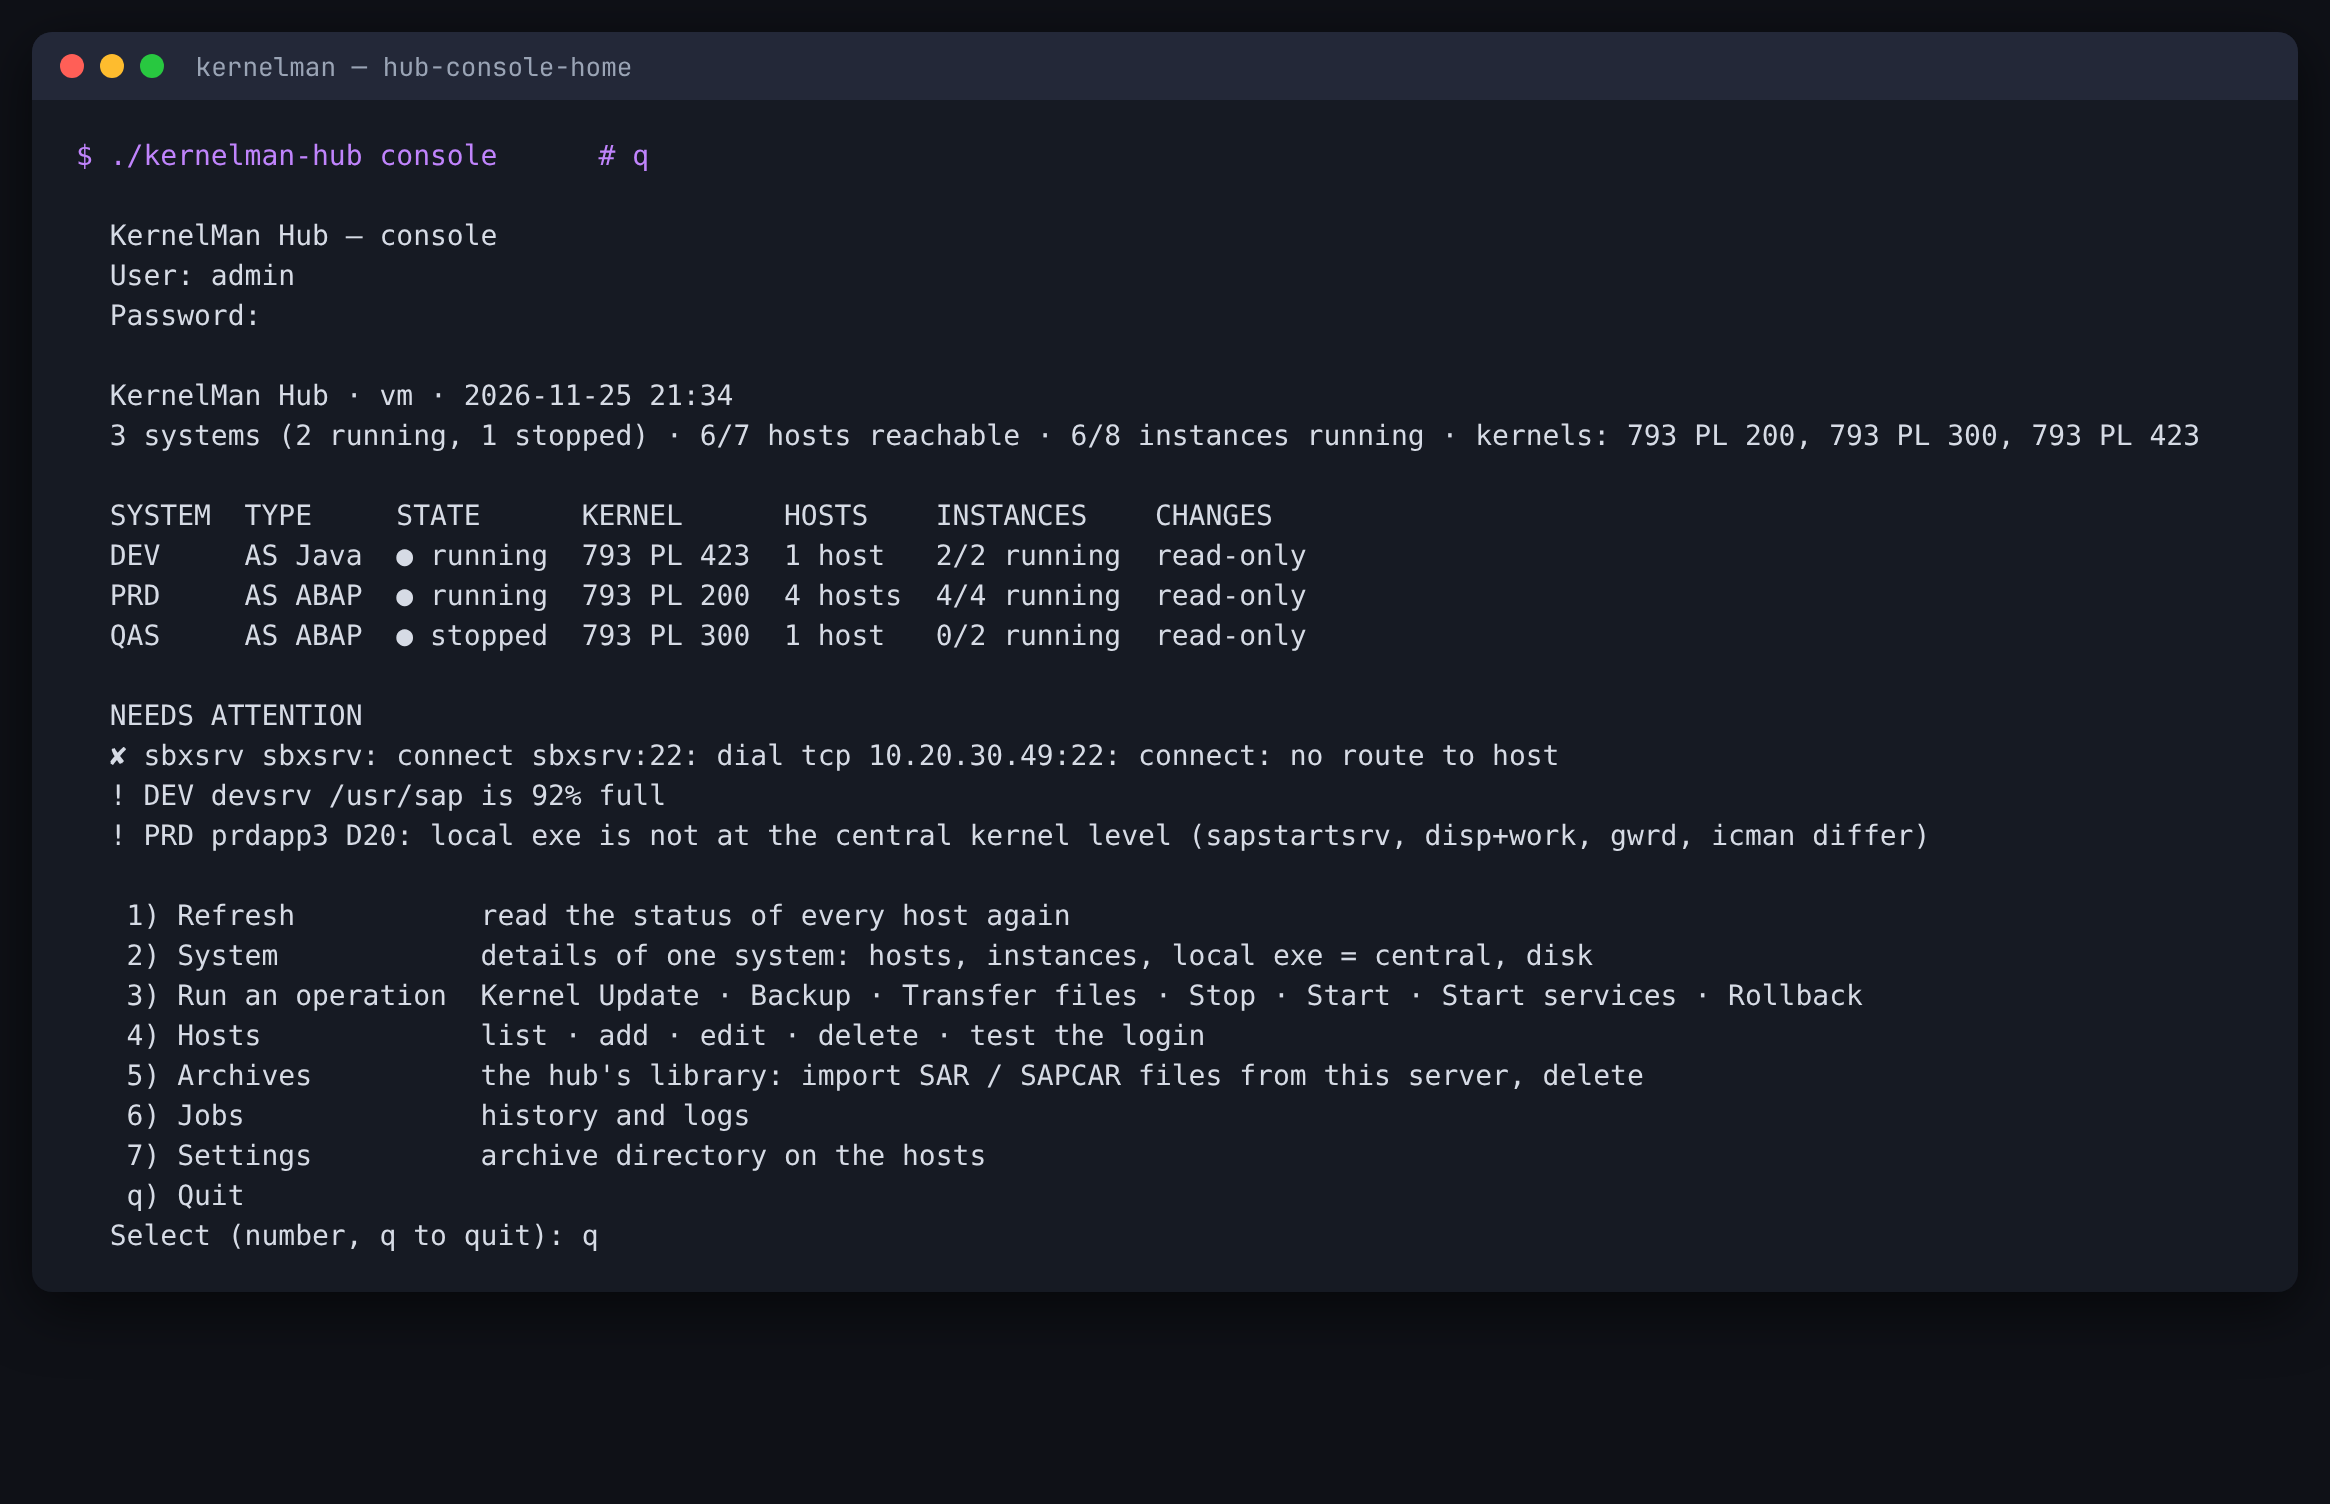 kernelman — hub-console-home
$ ./kernelman-hub console      # q
KernelMan Hub — console
User: admin
Password:
KernelMan Hub · vm · 2026-11-25 21:34
3 systems (2 running, 1 stopped) · 6/7 hosts reachable · 6/8 instances running · kernels: 793 PL 200, 793 PL 300, 793 PL 423
SYSTEM  TYPE     STATE      KERNEL      HOSTS    INSTANCES    CHANGES
DEV     AS Java  ● running  793 PL 423  1 host   2/2 running  read-only
PRD     AS ABAP  ● running  793 PL 200  4 hosts  4/4 running  read-only
QAS     AS ABAP  ● stopped  793 PL 300  1 host   0/2 running  read-only
NEEDS ATTENTION
✘ sbxsrv sbxsrv: connect sbxsrv:22: dial tcp 10.20.30.49:22: connect: no route to host
! DEV devsrv /usr/sap is 92% full
! PRD prdapp3 D20: local exe is not at the central kernel level (sapstartsrv, disp+work, gwrd, icman differ)
1) Refresh           read the status of every host again
2) System            details of one system: hosts, instances, local exe = central, disk
3) Run an operation  Kernel Update · Backup · Transfer files · Stop · Start · Start services · Rollback
4) Hosts             list · add · edit · delete · test the login
5) Archives          the hub's library: import SAR / SAPCAR files from this server, delete
6) Jobs              history and logs
7) Settings          archive directory on the hosts
q) Quit
Select (number, q to quit): q